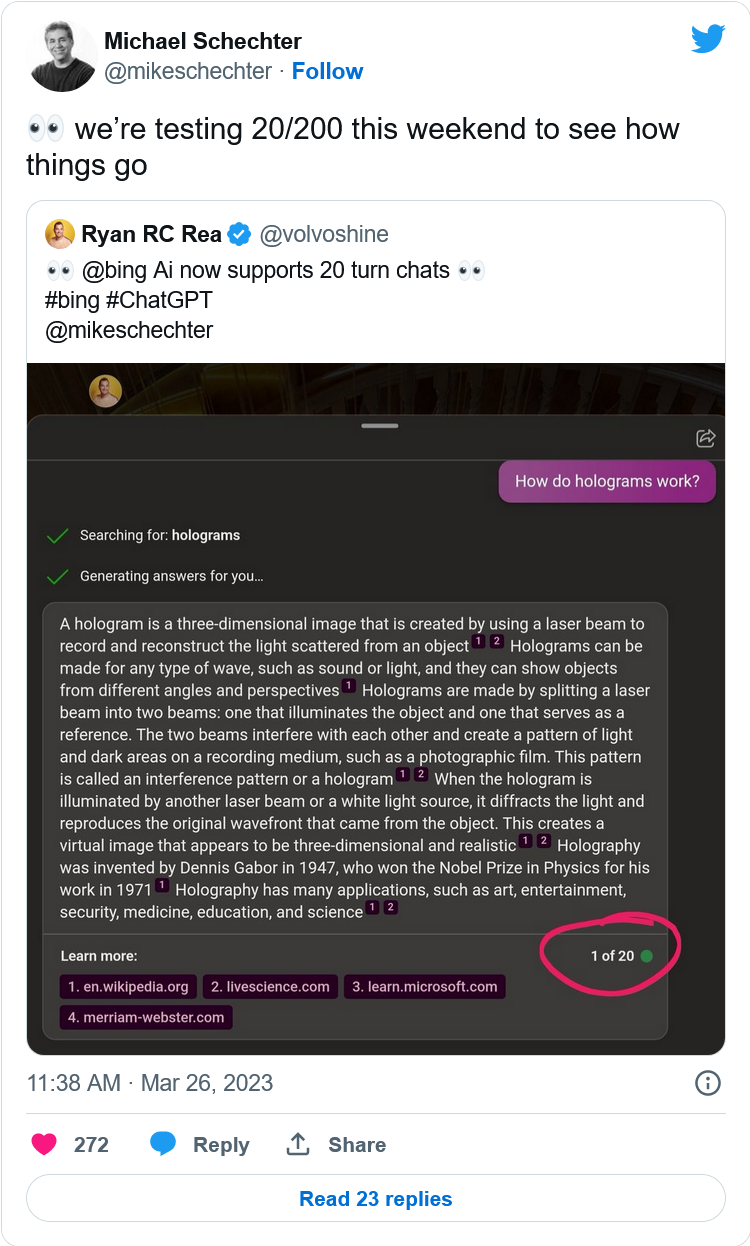 Michael Schechter
@mikeschechter · Follow
👀 we’re testing 20/200 this weekend to see how
things go
Ryan RC Rea @volvoshine
👀 @bing Ai now supports 20 turn chats 👀
#bing #ChatGPT
@mikeschechter
How do holograms work?
Searching for: holograms
Generating answers for you...
A hologram is a three-dimensional image that is created by using a laser beam to
record and reconstruct the light scattered from an object 1 2 Holograms can be
made for any type of wave, such as sound or light, and they can show objects
from different angles and perspectives 1 Holograms are made by splitting a laser
beam into two beams: one that illuminates the object and one that serves as a
reference. The two beams interfere with each other and create a pattern of light
and dark areas on a recording medium, such as a photographic film. This pattern
is called an interference pattern or a hologram 1 2 When the hologram is
illuminated by another laser beam or a white light source, it diffracts the light and
reproduces the original wavefront that came from the object. This creates a
virtual image that appears to be three-dimensional and realistic 1 2 Holography
was invented by Dennis Gabor in 1947, who won the Nobel Prize in Physics for his
work in 1971 1 Holography has many applications, such as art, entertainment,
security, medicine, education, and science 1 2
Learn more:
1 of 20
1. en.wikipedia.org 2. livescience.com 3. learn.microsoft.com
4. merriam-webster.com
11:38 AM · Mar 26, 2023
272 Reply Share
Read 23 replies